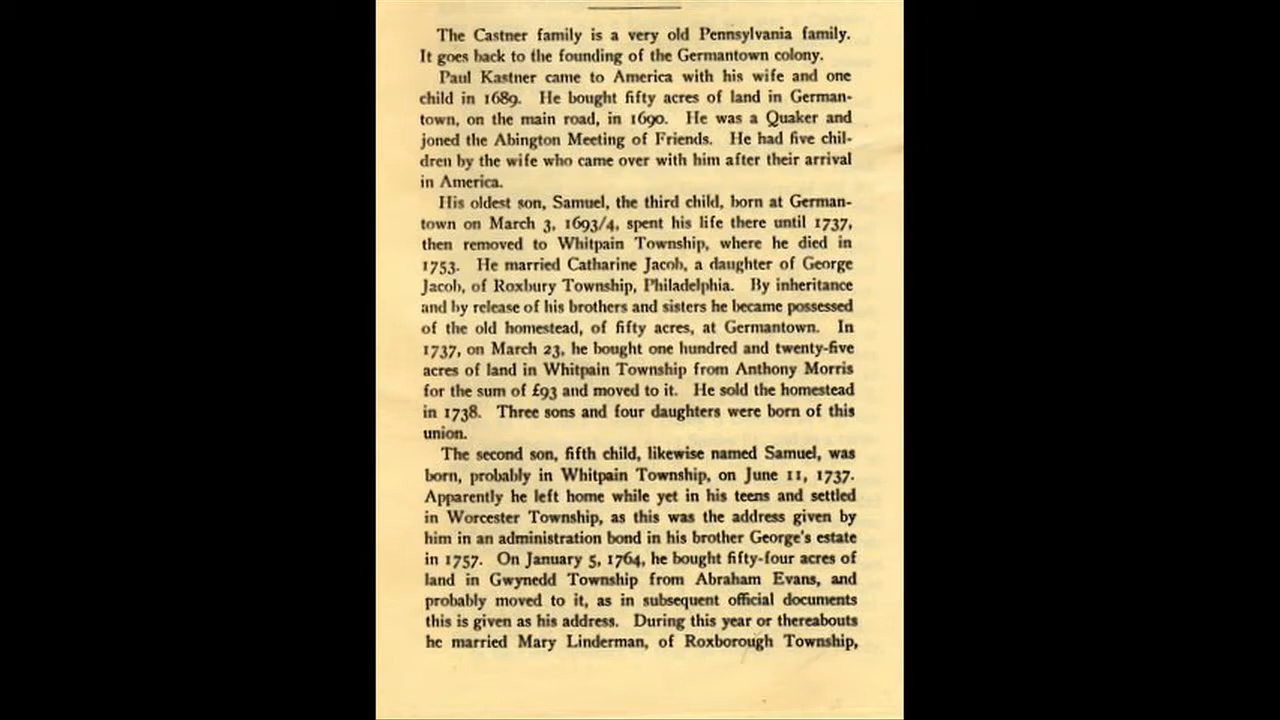 The Castner family is a very old Pennsylvania family.
It goes back to the founding of the Germantown colony.
Paul Kastner came to America with his wife and one
child in 1689. He bought fifty acres of land in German-
town, on the main road, in 1690. He was a Quaker and
joned the Abington Meeting of Friends. He had five chil-
dren by the wife who came over with him after their arrival
in America.
His oldest son, Samuel, the third child, born at German-
town on March 3, 1693/4, spent his life there until 1737,
then removed to Whitpain Township, where he died in
1753. He married Catharine Jacob, a daughter of George
Jacob, of Roxbury Township, Philadelphia. By inheritance
and by release of his brothers and sisters he became possessed
of the old homestead, of fifty acres, at Germantown. In
1737, on March 23, he bought one hundred and twenty-five
acres of land in Whitpain Township from Anthony Morris
for the sum of £93 and moved to it. He sold the homestead
in 1738. Three sons and four daughters were born of this
union.
The second son, fifth child, likewise named Samuel, was
born, probably in Whitpain Township, on June 11, 1737.
Apparently he left home while yet in his teens and settled
in Worcester Township, as this was the address given by
him in an administration bond in his brother George's estate
in 1757. On January 5, 1764, he bought fifty-four acres of
land in Gwynedd Township from Abraham Evans, and
probably moved to it, as in subsequent official documents
this is given as his address. During this year or thereabouts
he married Mary Linderman, of Roxborough Township,